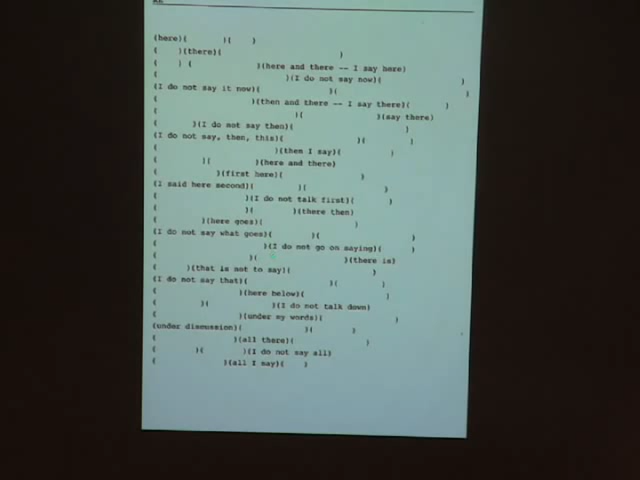 RE
(here)(          )(     )
(     )(there)(                         )
(     ) (               )(here and there -- I say here)
(                              )(I do not say now)(                )
(I do not say it now)(                )(                         )
(                      )(then and there -- I say there)(        )
(                                )(                 )(say there)
(        )(I do not say then)(                         )
(I do not say, then, this)(                 )(          )
(                           )(then I say)(           )
(          )(          )(here and there)
(             )(first here)(                 )
(I said here second)(          )(                 )
(                    )(I do not talk first)(        )
(                    )(         )(there then)
(          )(here goes)(                    )
(I do not say what goes)(          )(                    )
(                        )(I do not go on saying)(        )
(                     )(                    )(there is)
(       )(that is not to say)(                    )
(I do not say that)(                    )(          )
(                   )(here below)(                )
(          )(               )(I do not talk down)
(                   )(under my words)(                )
(under discussion)(               )(         )
(                  )(all there)(                 )
(         )(          )(I do not say all)
(                )(all I say)(     )